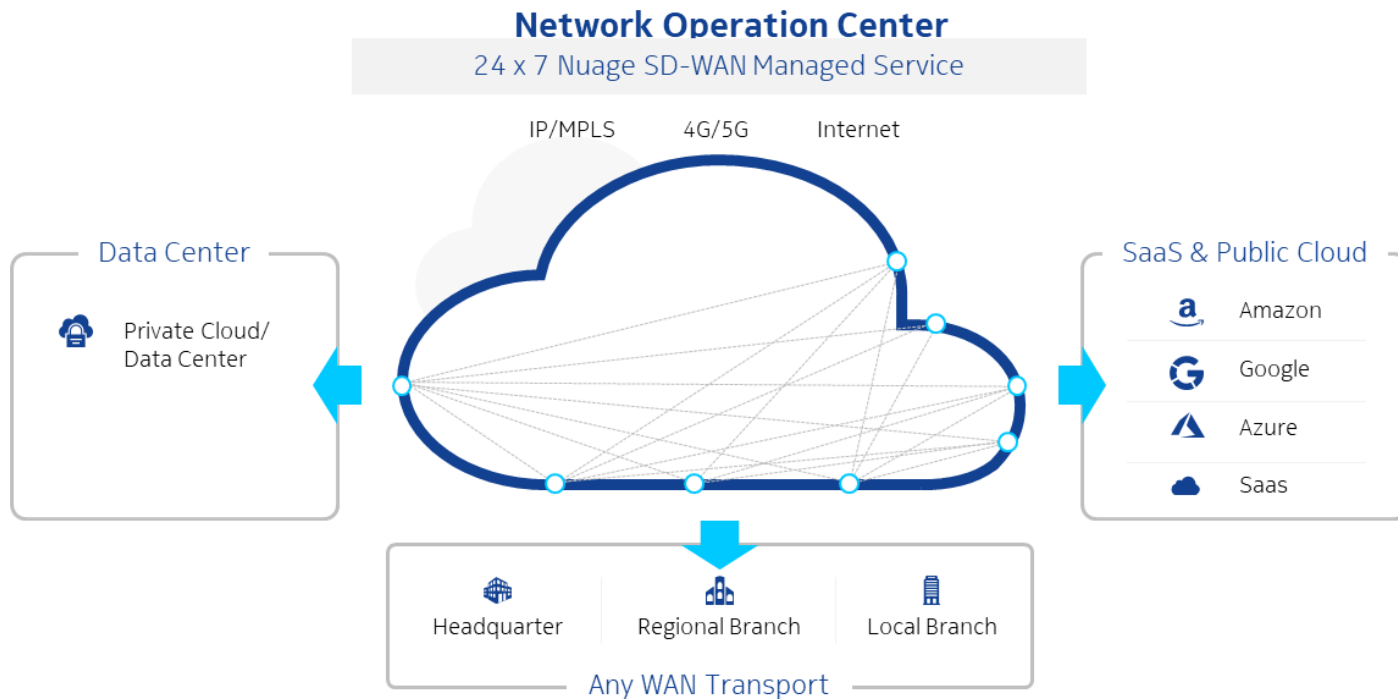 Network Operation Center
24 x 7 Nuage SD-WAN Managed Service
IP/MPLS 4G/5G Internet
Data Center
Private Cloud/
Data Center
SaaS & Public Cloud
Amazon
Google
Azure
Saas
Headquarter Regional Branch Local Branch
Any WAN Transport